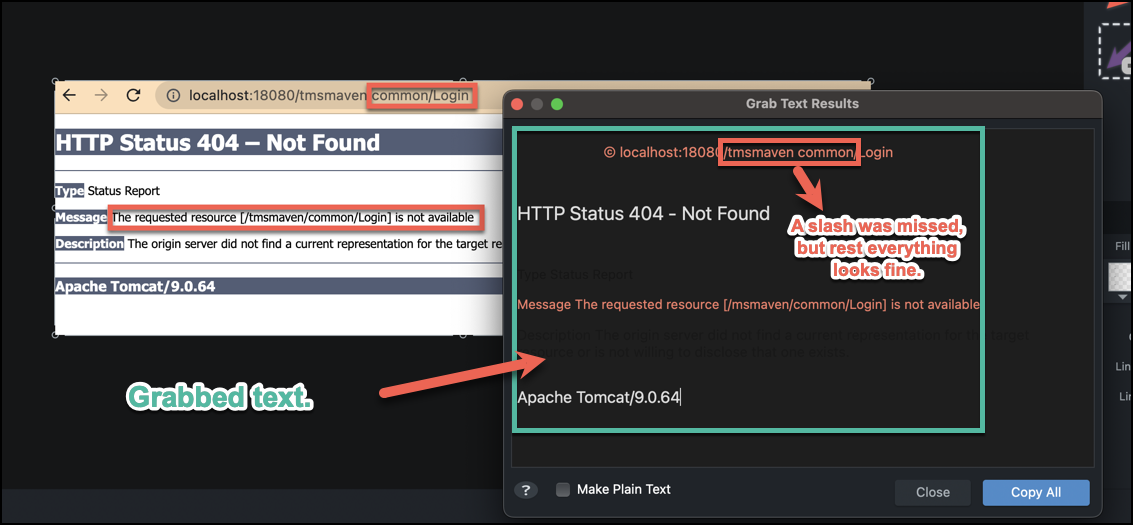 localhost:18080/tmsmaven common/Login
HTTP Status 404 – Not Found
Type Status Report
Message The requested resource [/tmsmaven/common/Login] is not available
Description The origin server did not find a current representation for the target re
Apache Tomcat/9.0.64
Grabbed text.
Grab Text Results
© localhost:18080/tmsmaven common/Login
HTTP Status 404 - Not Found
A slash was missed,
but rest everything
looks fine.
Type Status Report
Message The requested resource [/msmaven/common/Login] is not available
Description The origin server did not find a current representation for the target
resource or is not willing to disclose that one exists.
Apache Tomcat/9.0.64
?
Make Plain Text
Close
Copy All
Fill
Lin
Li